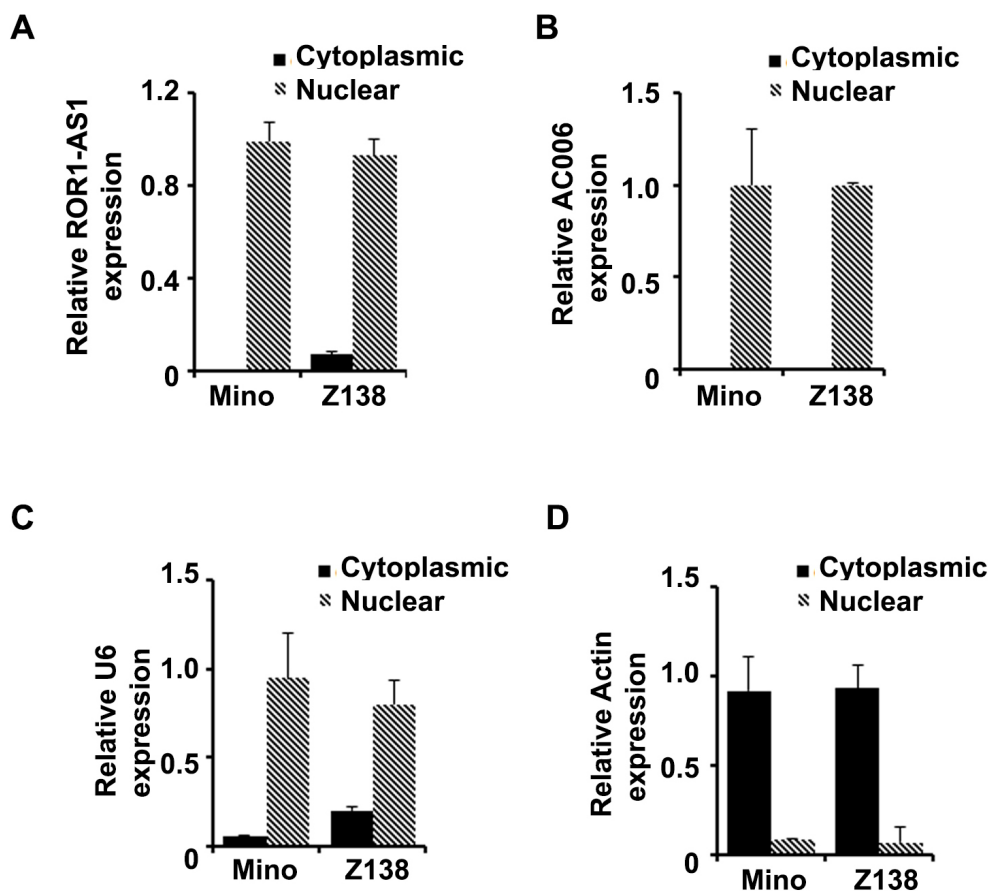 A
Cytoplasmic
Nuclear
Relative ROR1-AS1
expression
1.2
0.8
0.4
0
Mino Z138
B
Cytoplasmic
Nuclear
Relative AC006
expression
1.5
1.0
0.5
0
Mino Z138
C
Cytoplasmic
Nuclear
Relative U6
expression
1.5
1.0
0.5
0
Mino Z138
D
Cytoplasmic
Nuclear
Relative Actin
expression
1.5
1.0
0.5
0
Mino Z138